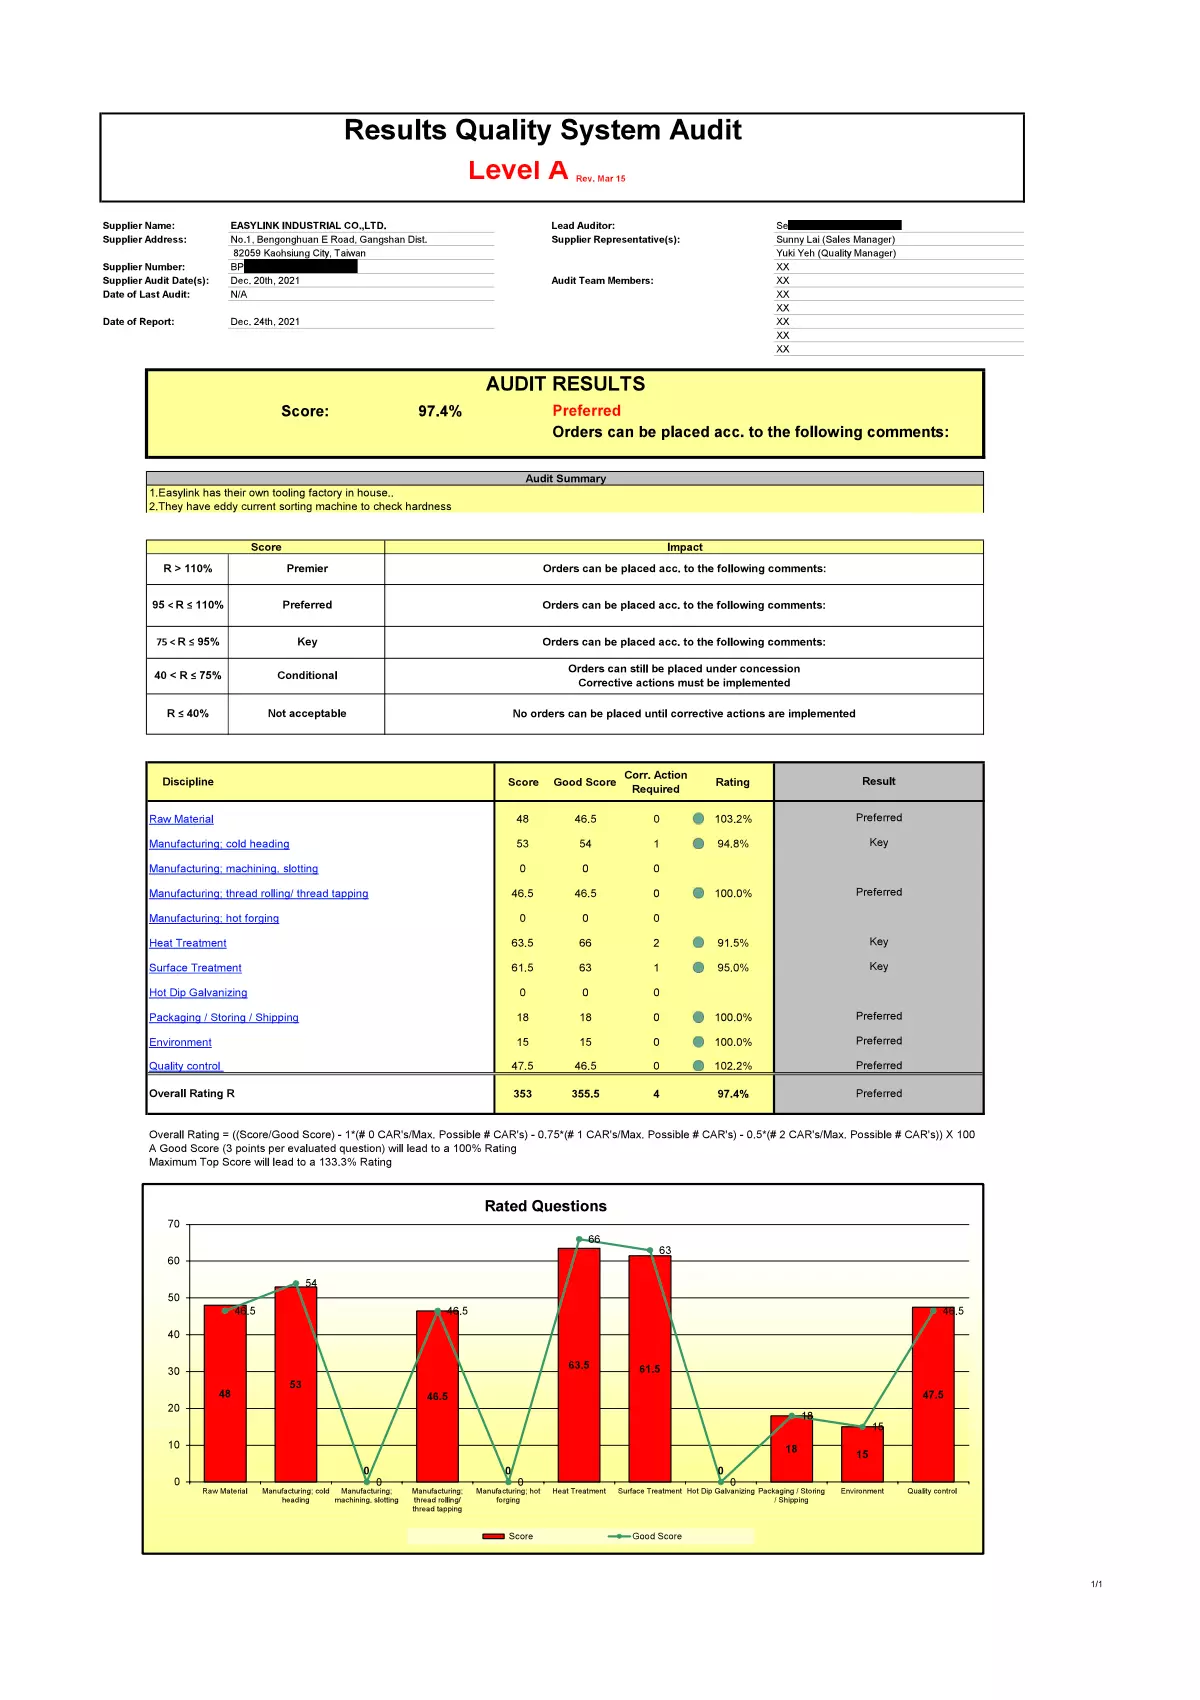 Results Quality System Audit
Level A Rev. Mar 15
Supplier Name: EASYLINK INDUSTRIAL CO.,LTD. Lead Auditor: Se
Supplier Address: No.1, Bengonghuan E Road, Gangshan Dist. Supplier Representative(s): Sunny Lai (Sales Manager)
82059 Kaohsiung City, Taiwan Yuki Yeh (Quality Manager)
Supplier Number: BP XX
Supplier Audit Date(s): Dec. 20th, 2021 Audit Team Members: XX
Date of Last Audit: N/A XX
XX
Date of Report: Dec. 24th, 2021 XX
XX
XX
AUDIT RESULTS
Score: 97.4% Preferred
Orders can be placed acc. to the following comments:
Audit Summary
1.Easylink has their own tooling factory in house..
2.They have eddy current sorting machine to check hardness
Score Impact
R > 110% Premier Orders can be placed acc. to the following comments:
95 < R ≤ 110% Preferred Orders can be placed acc. to the following comments:
75 < R ≤ 95% Key Orders can be placed acc. to the following comments:
40 < R ≤ 75% Conditional Orders can still be placed under concession
Corrective actions must be implemented
R ≤ 40% Not acceptable No orders can be placed until corrective actions are implemented
Discipline Score Good Score Corr. Action Required Rating Result
Raw Material 48 46.5 0 103.2% Preferred
Manufacturing; cold heading 53 54 1 94.8% Key
Manufacturing; machining, slotting 0 0 0
Manufacturing; thread rolling/ thread tapping 46.5 46.5 0 100.0% Preferred
Manufacturing; hot forging 0 0 0
Heat Treatment 63.5 66 2 91.5% Key
Surface Treatment 61.5 63 1 95.0% Key
Hot Dip Galvanizing 0 0 0
Packaging / Storing / Shipping 18 18 0 100.0% Preferred
Environment 15 15 0 100.0% Preferred
Quality control 47.5 46.5 0 102.2% Preferred
Overall Rating R 353 355.5 4 97.4% Preferred
Overall Rating = ((Score/Good Score) - 1*(# 0 CAR's/Max. Possible # CAR's) - 0.75*(# 1 CAR's/Max. Possible # CAR's) - 0.5*(# 2 CAR's/Max. Possible # CAR's)) X 100
A Good Score (3 points per evaluated question) will lead to a 100% Rating
Maximum Top Score will lead to a 133.3% Rating
Rated Questions
70
66
63
60
54
50
46.5 46.5 46.5
40
30
63.5 61.5
53
48 46.5 47.5
20
18
15
10
18 15
0 0 0
0 0 0 0
Raw Material Manufacturing; cold heading Manufacturing; machining, slotting Manufacturing; thread rolling/ thread tapping Manufacturing; hot forging Heat Treatment Surface Treatment Hot Dip Galvanizing Packaging / Storing / Shipping Environment Quality control
Score Good Score
1/1